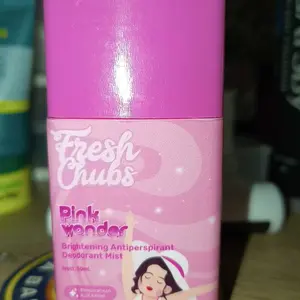 Fresh
Chubs
Pink
wonder
Brightening Antiperspirant
Deodorant Mist